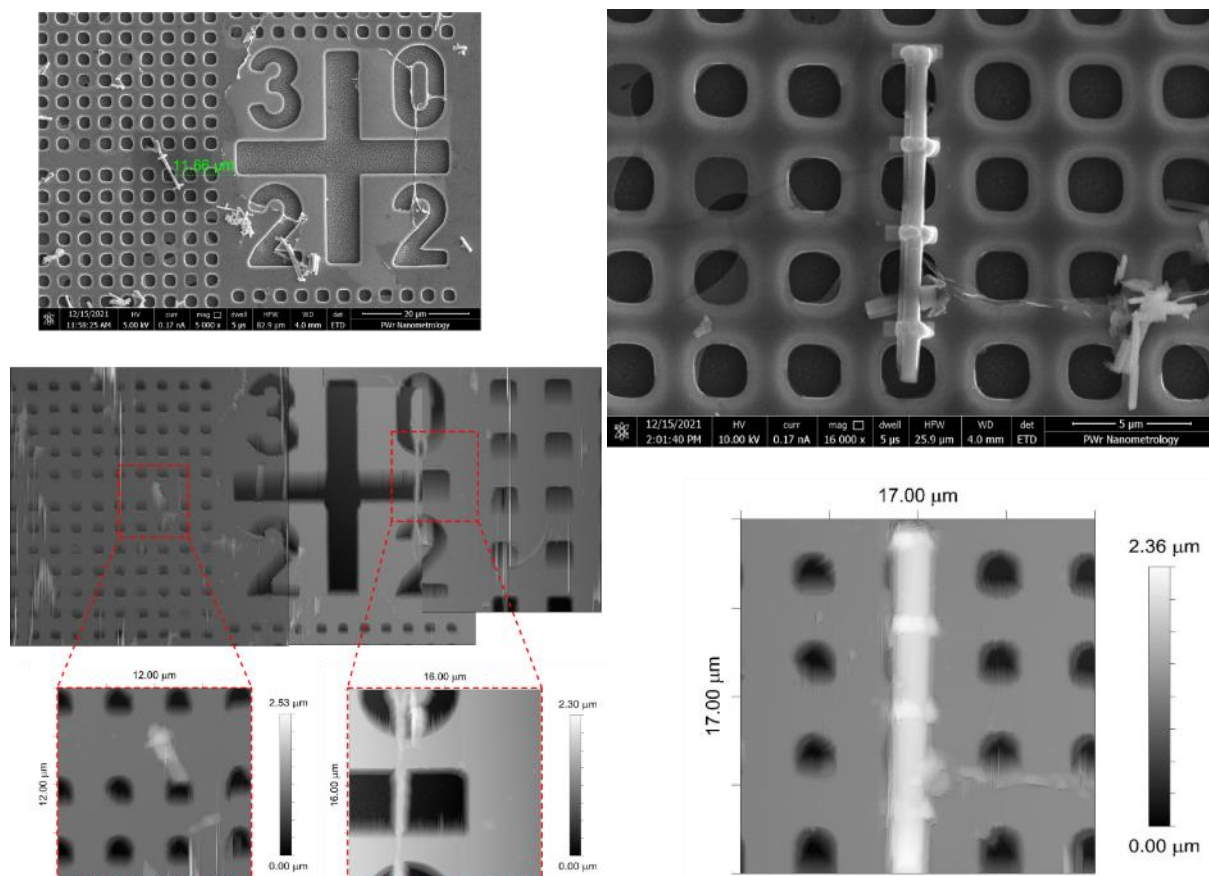 3 0
11.66 µm
2 2
12/15/2021 HV curr mag dwell HFW WD det 20 µm
11:58:25 AM 5.00 kV 0.17 nA 5 000 x 5 µs 82.9 µm 4.0 mm ETD PWr Nanometrology
12/15/2021 HV curr mag dwell HFW WD det 5 µm
2:01:40 PM 10.00 kV 0.17 nA 16 000 x 5 µs 25.9 µm 4.0 mm ETD PWr Nanometrology
3 0
2 2
12.00 µm
12.00 µm
2.53 µm
0.00 µm
16.00 µm
16.00 µm
2.30 µm
0.00 µm
17.00 µm
17.00 µm
2.36 µm
0.00 µm